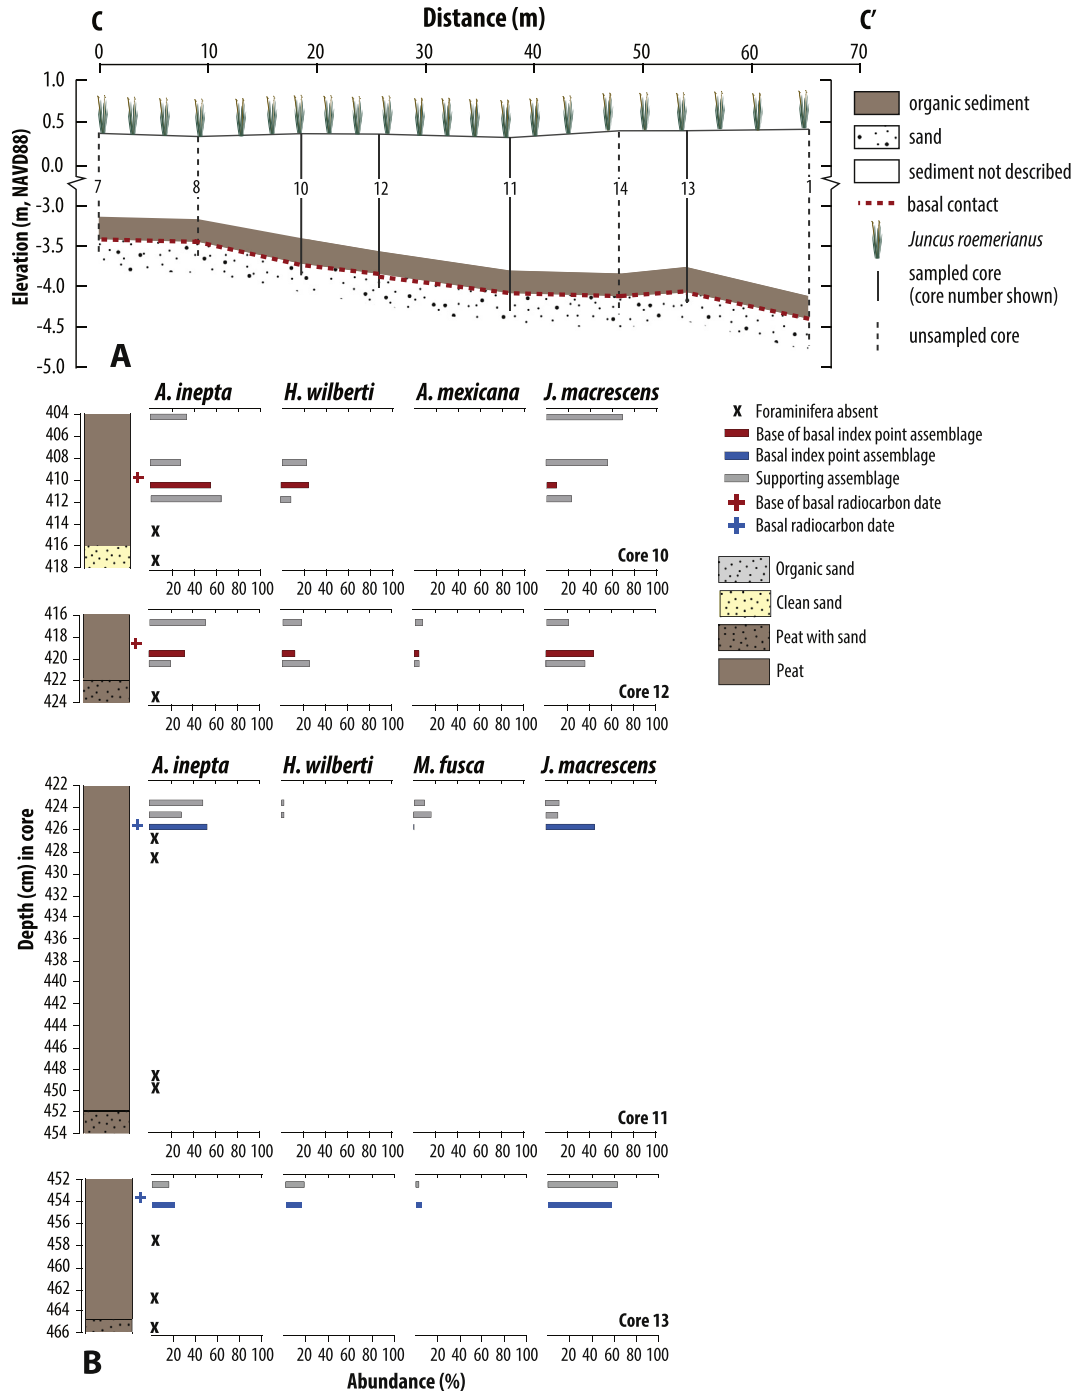 C Distance (m) C’
0 10 20 30 40 50 60 70
Elevation (m, NAVD88)
1.0
0.5
0.0
-3.0
-3.5
-4.0
-4.5
-5.0
7 8 10 12 11 14 13 1
organic sediment
sand
sediment not described
basal contact
Juncus roemerianus
sampled core
(core number shown)
unsampled core
A
A. inepta H. wilberti A. mexicana J. macrescens
404
406
408
410
412
414
416
418
x
x
Core 10
20 40 60 80 100 20 40 60 80 100 20 40 60 80 100 20 40 60 80 100
x Foraminifera absent
Base of basal index point assemblage
Basal index point assemblage
Supporting assemblage
Base of basal radiocarbon date
Basal radiocarbon date
Organic sand
Clean sand
Peat with sand
Peat
416
418
420
422
424
x
Core 12
20 40 60 80 100 20 40 60 80 100 20 40 60 80 100 20 40 60 80 100
A. inepta H. wilberti M. fusca J. macrescens
Depth (cm) in core
422
424
426
428
430
432
434
436
438
440
442
444
446
448
450
452
454
x
x
x
x
Core 11
20 40 60 80 100 20 40 60 80 100 20 40 60 80 100 20 40 60 80 100
452
454
456
458
460
462
464
466
x
x
x
Core 13
20 40 60 80 100 20 40 60 80 100 20 40 60 80 100 20 40 60 80 100
B
Abundance (%)